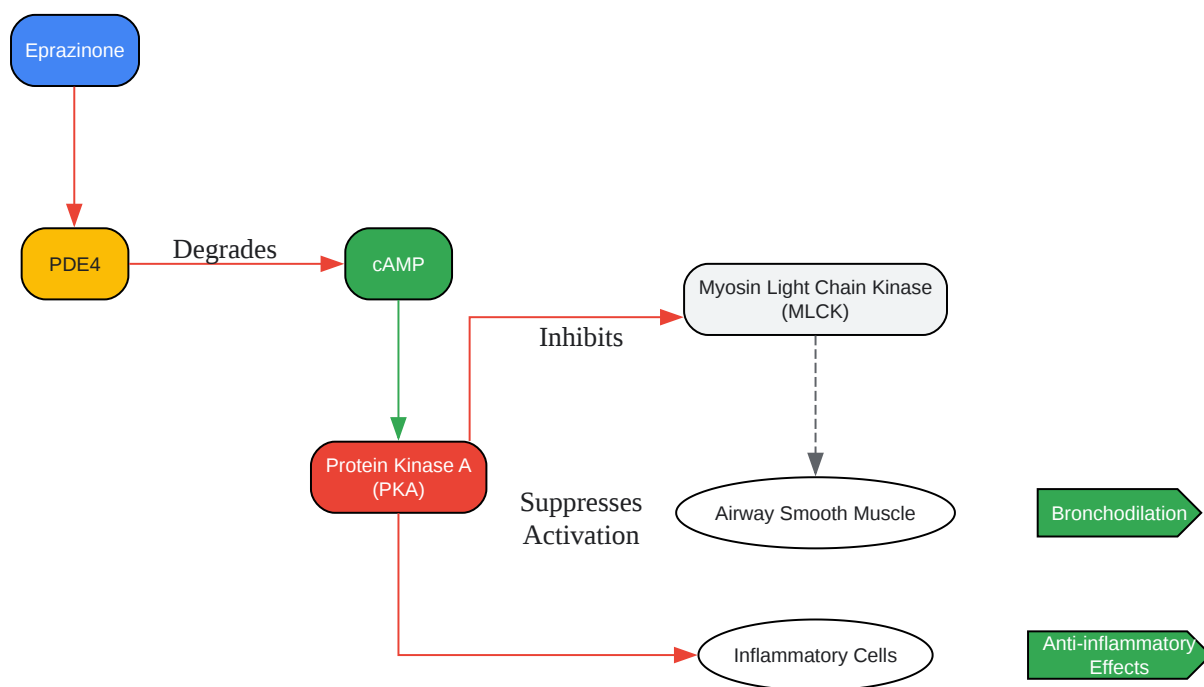 Eprazinone
PDE4
Degrades
cAMP
Myosin Light Chain Kinase
(MLCK)
Inhibits
Protein Kinase A
(PKA)
Suppresses
Activation
Airway Smooth Muscle
Bronchodilation
Inflammatory Cells
Anti-inflammatory
Effects